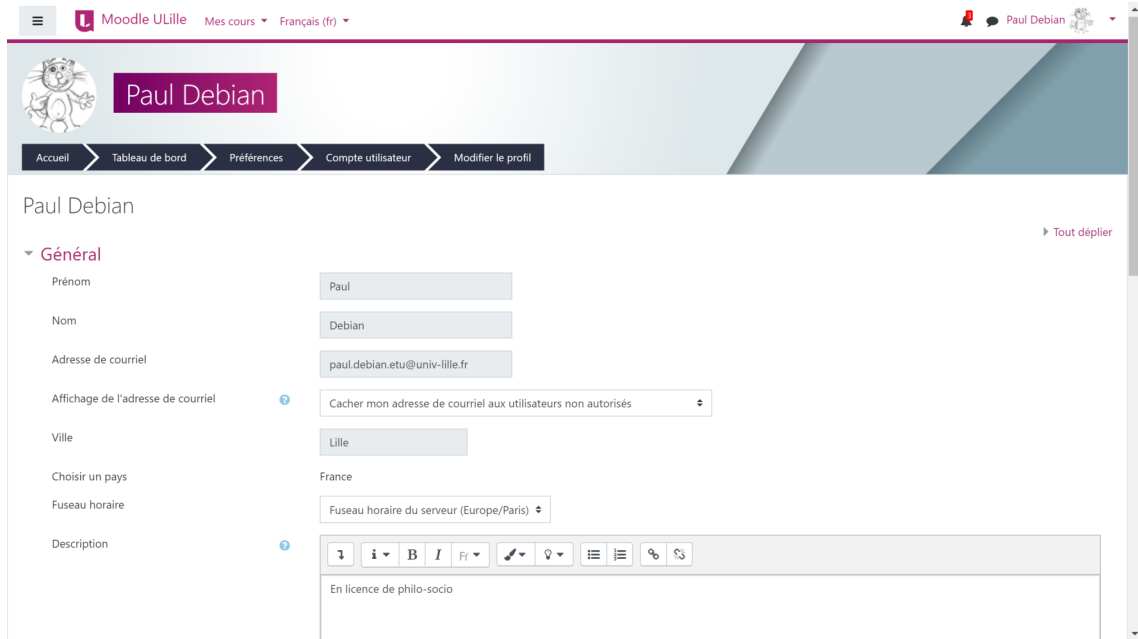 Moodle ULille Mes cours Français (fr) 3 Paul Debian
Paul Debian
Accueil Tableau de bord Préférences Compte utilisateur Modifier le profil
Paul Debian
Tout déplier
Général
Prénom Paul
Nom Debian
Adresse de courriel paul.debian.etu@univ-lille.fr
Affichage de l'adresse de courriel ? Cacher mon adresse de courriel aux utilisateurs non autorisés
Ville Lille
Choisir un pays France
Fuseau horaire Fuseau horaire du serveur (Europe/Paris)
Description ? i B I Fr
En licence de philo-socio